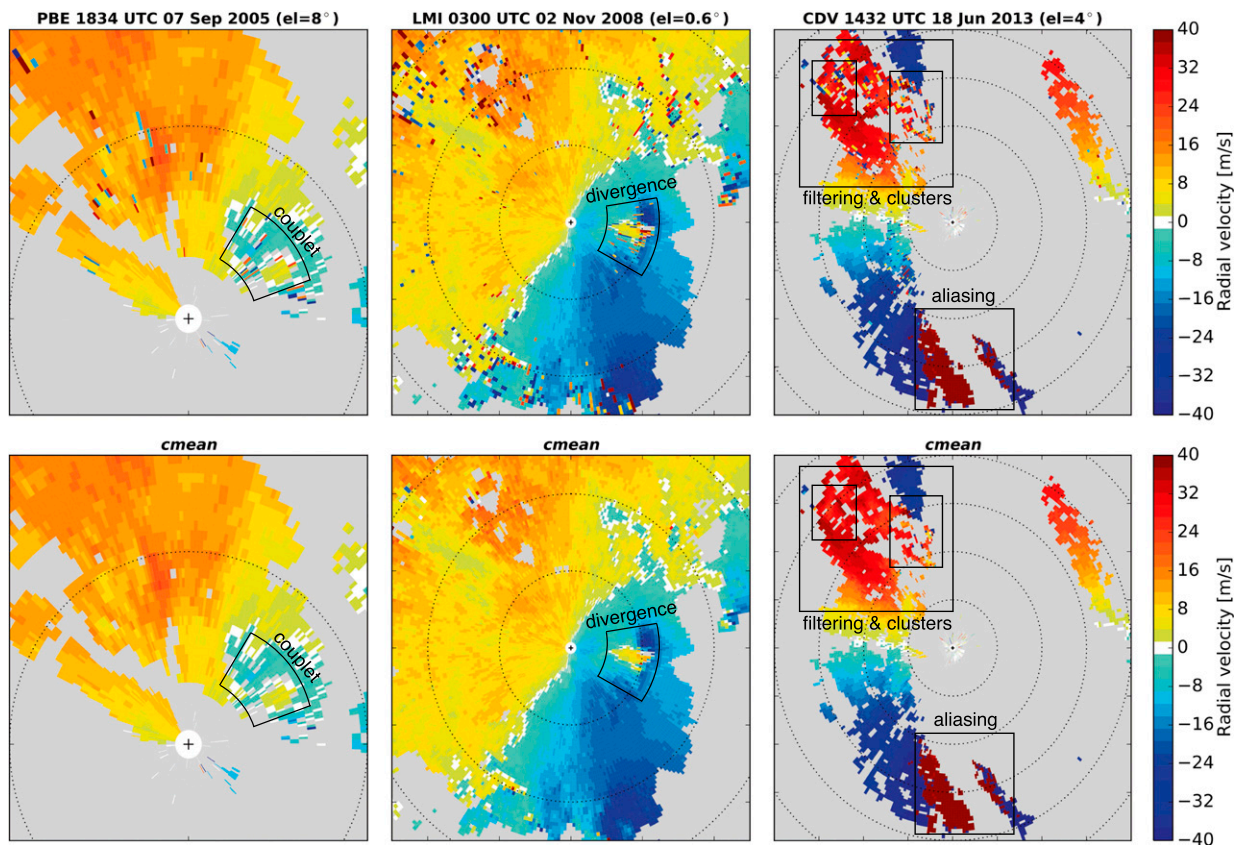 PBE 1834 UTC 07 Sep 2005 (el=8°)
LMI 0300 UTC 02 Nov 2008 (el=0.6°)
CDV 1432 UTC 18 Jun 2013 (el=4°)
couplet
divergence
filtering & clusters
aliasing
40
32
24
16
8
0
−8
−16
−24
−32
−40
Radial velocity [m/s]
cmean
cmean
cmean
couplet
divergence
filtering & clusters
aliasing
40
32
24
16
8
0
−8
−16
−24
−32
−40
Radial velocity [m/s]